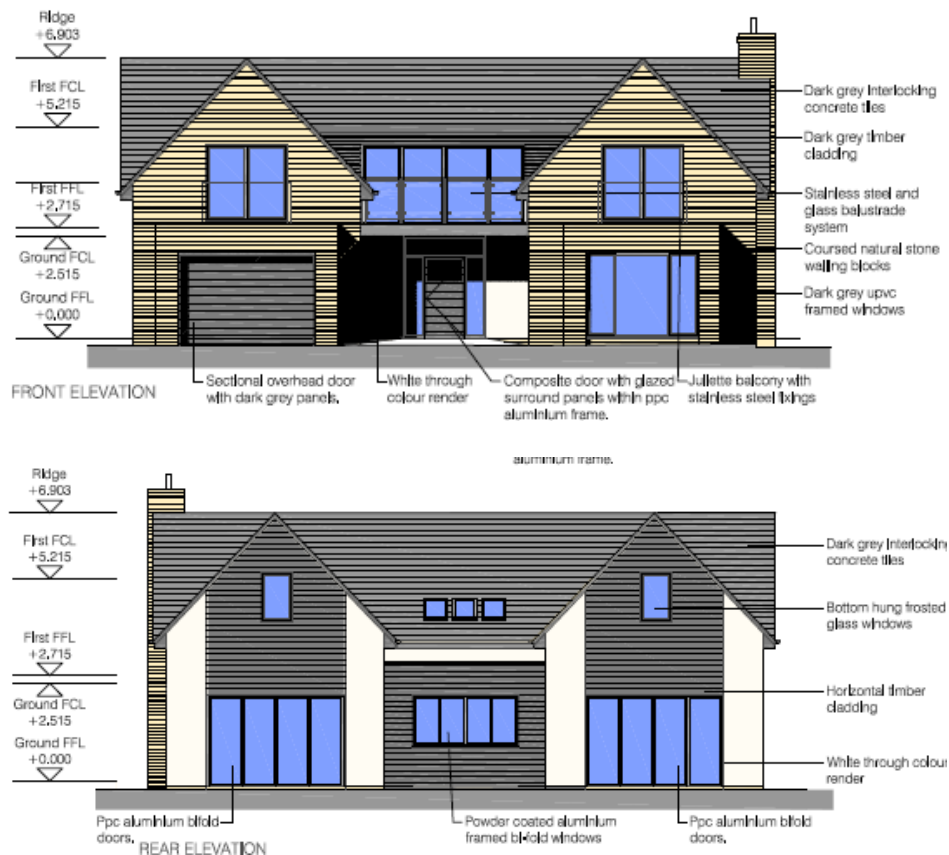 Ridge
+6.903
First FCL
+5.215
First FFL
+2.715
Ground FCL
+2.515
Ground FFL
+0.000
Dark grey interlocking
concrete tiles
Dark grey timber
cladding
Stainless steel and
glass balustrade
system
Coursed natural stone
walling blocks
Dark grey upvc
framed windows
FRONT ELEVATION
Sectional overhead door
with dark grey panels.
White through
colour render
Composite door with glazed
surround panels within ppc
aluminium frame.
Juliette balcony with
stainless steel fixings
aluminium frame.
Ridge
+6.903
First FCL
+5.215
First FFL
+2.715
Ground FCL
+2.515
Ground FFL
+0.000
Dark grey interlocking
concrete tiles
Bottom hung frosted
glass windows
Horizontal timber
cladding
White through colour
render
Ppc aluminium bifold
doors.
Powder coated aluminium
framed bi-fold windows
Ppc aluminium bifold
doors.
REAR ELEVATION